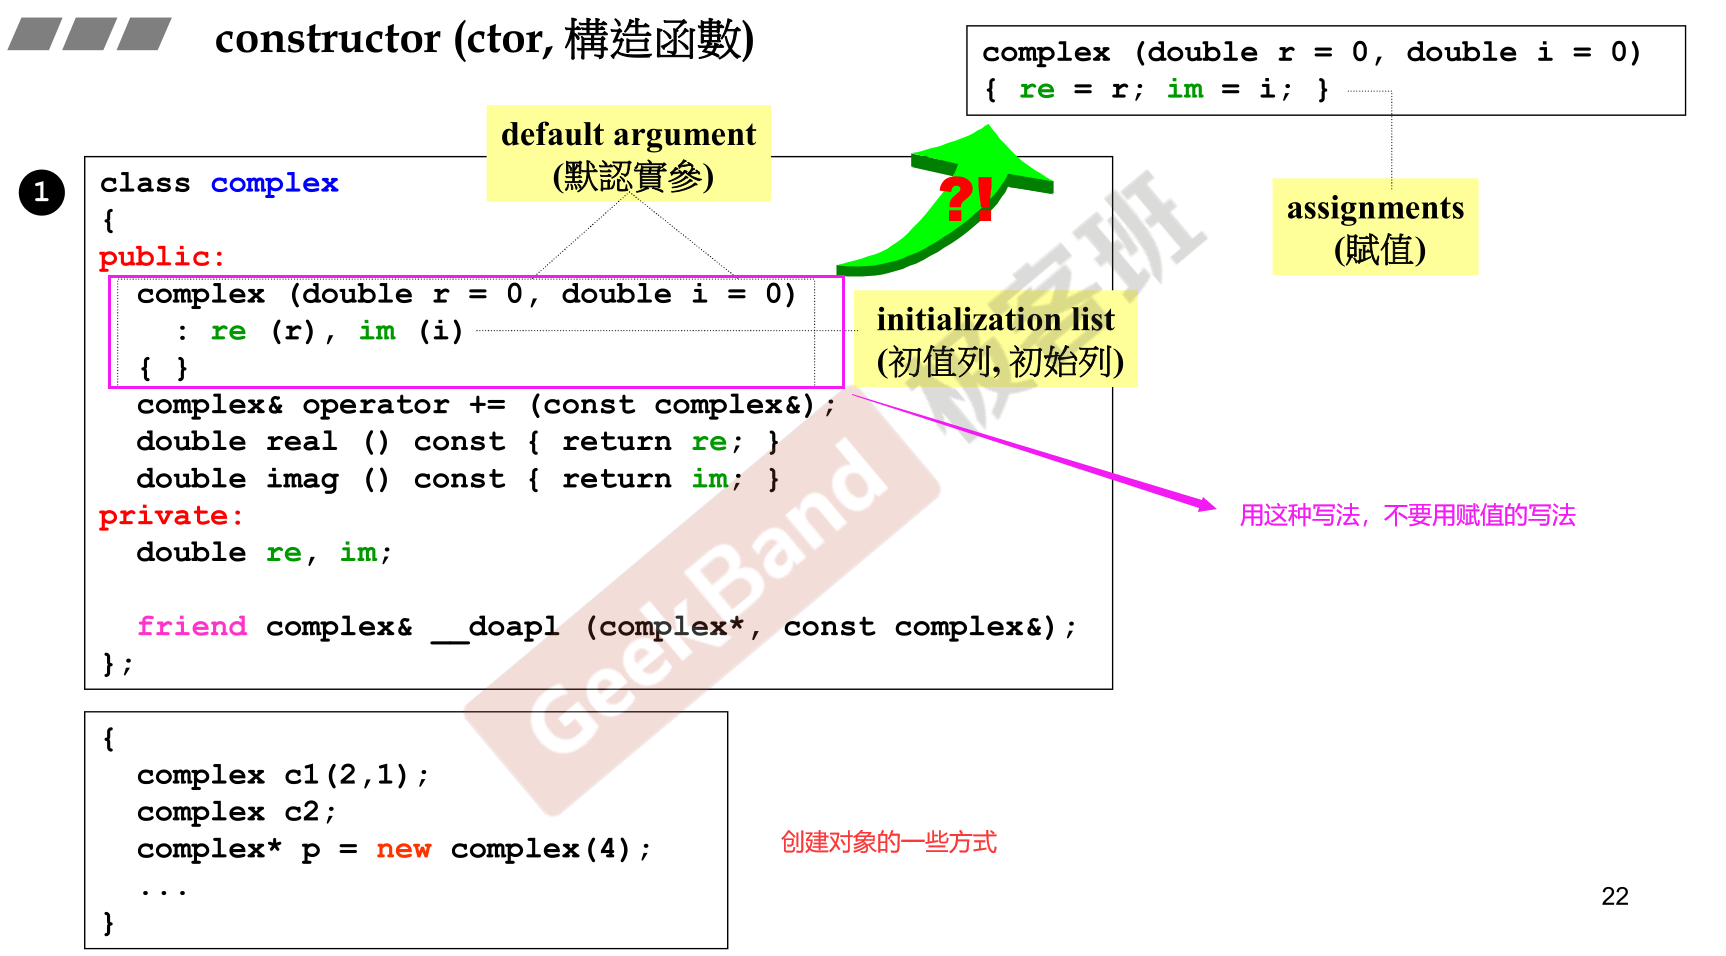 constructor (ctor, 構造函數)
complex (double r = 0, double i = 0)
{ re = r; im = i; }
assignments
(賦值)
default argument
(默認實參)
?!
1
class complex
{
public:
complex (double r = 0, double i = 0)
: re (r), im (i)
{ }
initialization list
(初值列, 初始列)
complex& operator += (const complex&);
double real () const { return re; }
double imag () const { return im; }
private:
double re, im;
friend complex& __doapl (complex*, const complex&);
};
用这种写法，不要用赋值的写法
{
complex c1(2,1);
complex c2;
complex* p = new complex(4);
...
}
创建对象的一些方式
GeekBand
极客班
22